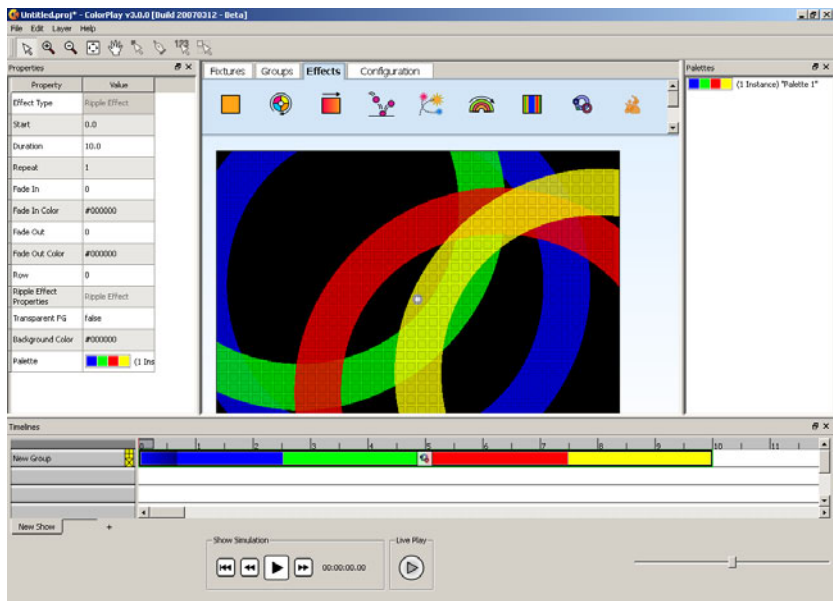 Untitled.proj* - ColorPlay v3.0.0 [Build 20070312 - Beta]
File Edit Layer Help
123
Properties
Property Value
Effect Type Ripple Effect
Start 0.0
Duration 10.0
Repeat 1
Fade In 0
Fade In Color #000000
Fade Out 0
Fade Out Color #000000
Row 0
Ripple Effect
Properties Ripple Effect
Transparent FG false
Background Color #000000
Palette (1 Ins
Fixtures Groups Effects Configuration
Palettes
(1 Instance) "Palette 1"
Timelines
0 1 2 3 4 5 6 7 8 9 10 11
New Group
New Show +
Show Simulation
00:00:00.00
Live Play